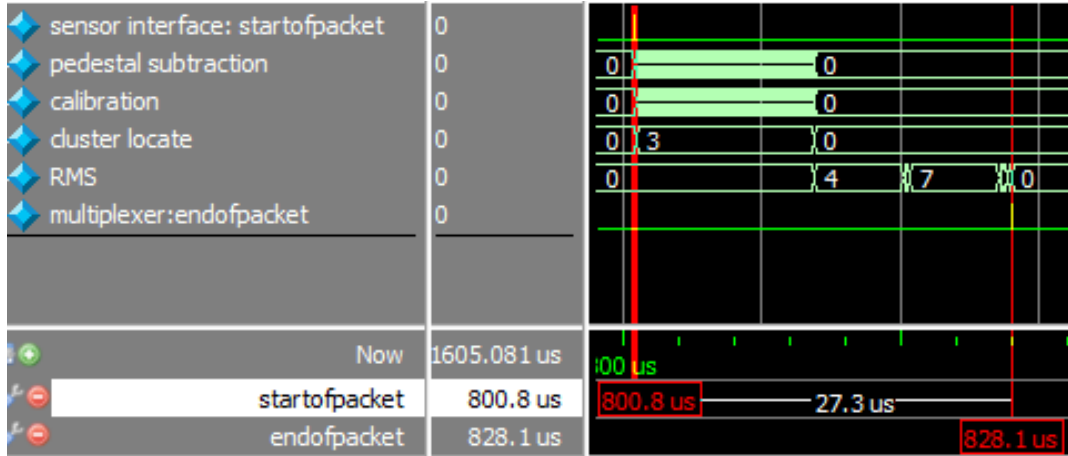 sensor interface: startofpacket 0
pedestal subtraction 0 0 0
calibration 0 0 0
cluster locate 0 0 3 0
RMS 0 0 4 7 0
multiplexer:endofpacket 0
Now 1605.081 us 00 us
startofpacket 800.8 us 800.8 us 27.3 us
endofpacket 828.1 us 828.1 us